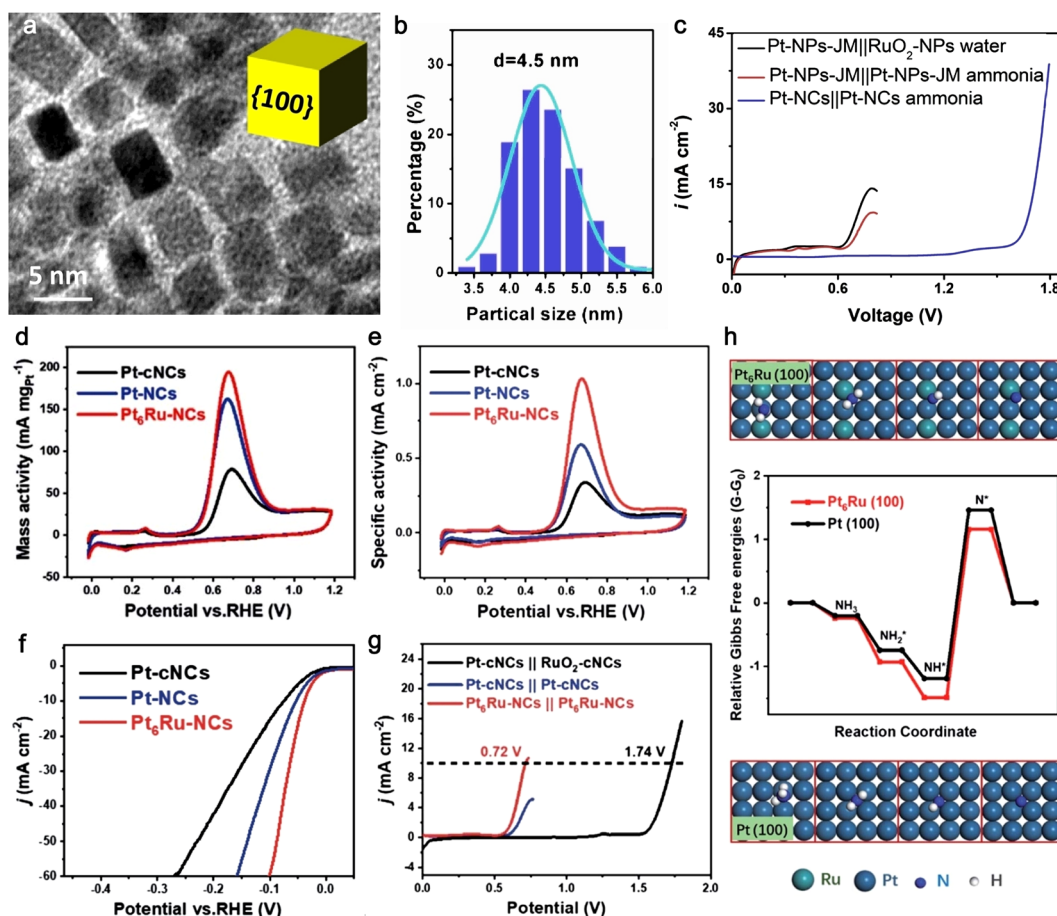 a
{100}
5 nm
b
d=4.5 nm
Percentage (%)
30
20
10
0
3.5 4.0 4.5 5.0 5.5 6.0
Partical size (nm)
c
Pt-NPs-JM||RuO₂-NPs water
Pt-NPs-JM||Pt-NPs-JM ammonia
Pt-NCs||Pt-NCs ammonia
i (mA cm⁻²)
45
30
15
0
0.0 0.6 1.2 1.8
Voltage (V)
d
Pt-cNCs
Pt-NCs
Pt₆Ru-NCs
Mass activity (mA mgPt⁻¹)
200
150
100
50
0
-50
0.0 0.2 0.4 0.6 0.8 1.0 1.2
Potential vs.RHE (V)
e
Pt-cNCs
Pt-NCs
Pt₆Ru-NCs
Specific activity (mA cm⁻²)
1.0
0.5
0.0
0.0 0.2 0.4 0.6 0.8 1.0 1.2
Potential vs.RHE (V)
f
Pt-cNCs
Pt-NCs
Pt₆Ru-NCs
j (mA cm⁻²)
0
-10
-20
-30
-40
-50
-60
-0.4 -0.3 -0.2 -0.1 0.0
Potential vs.RHE (V)
g
Pt-cNCs || RuO₂-cNCs
Pt-cNCs || Pt-cNCs
Pt₆Ru-NCs || Pt₆Ru-NCs
0.72 V
1.74 V
j (mA cm⁻²)
24
20
16
12
8
4
0
-4
0.0 0.5 1.0 1.5 2.0
Potential (V)
h
Pt₆Ru (100)
Relative Gibbs Free energies (G-G₀)
2
1
0
-1
Pt₆Ru (100)
Pt (100)
N*
NH₃
NH₂*
NH*
Reaction Coordinate
Pt (100)
Ru Pt N H